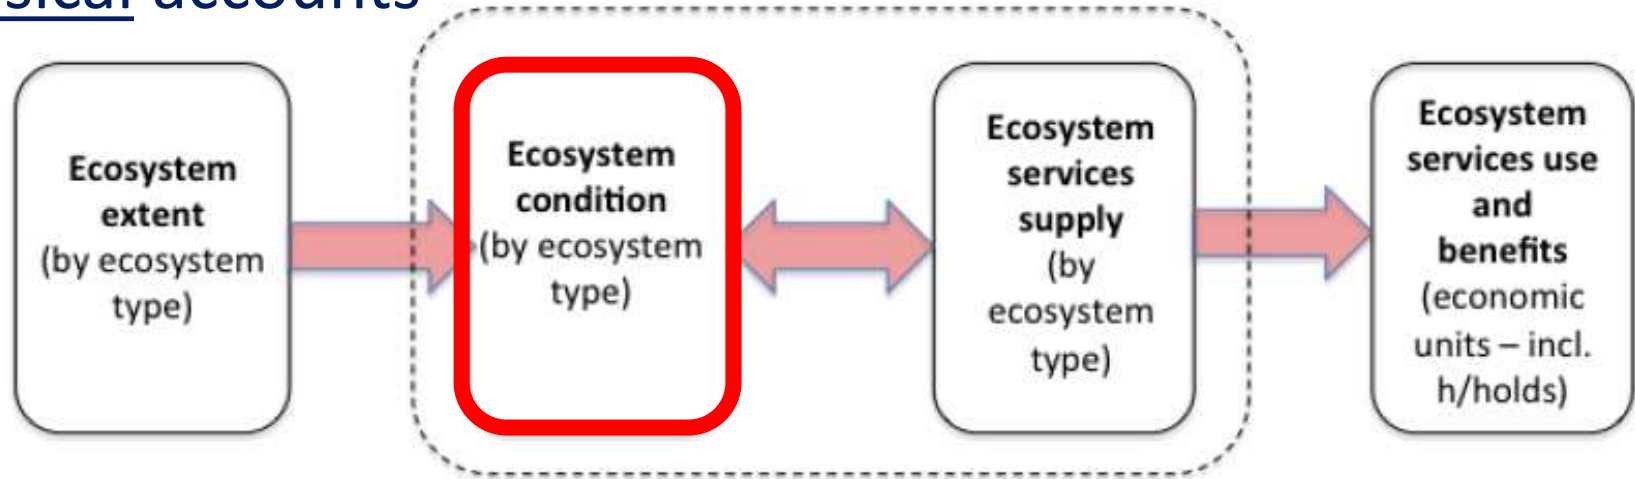 accounts
Ecosystem
extent
(by ecosystem
type)
Ecosystem
condition
(by ecosystem
type)
Ecosystem
services
supply
(by
ecosystem
type)
Ecosystem
services use
and
benefits
(economic
units – incl.
h/holds)